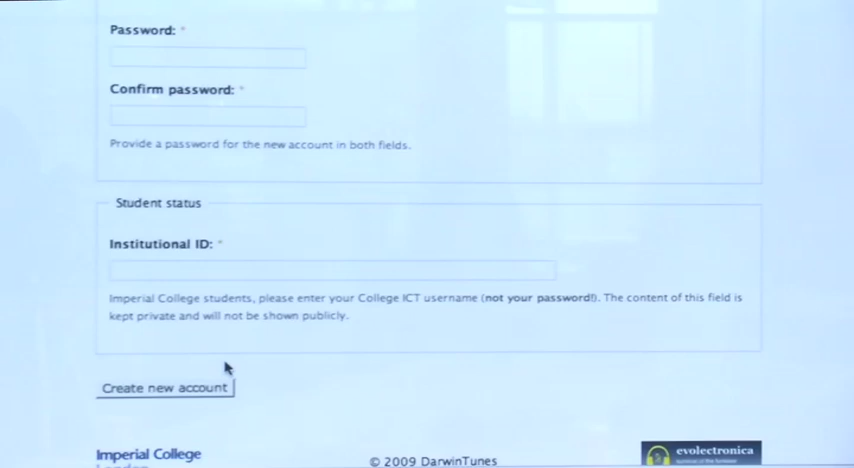 Password: *
Confirm password: *
Provide a password for the new account in both fields.
Student status
Institutional ID: *
Imperial College students, please enter your College ICT username (not your password!). The content of this field is
kept private and will not be shown publicly.
Create new account
Imperial College
London
© 2009 DarwinTunes
evolectronica